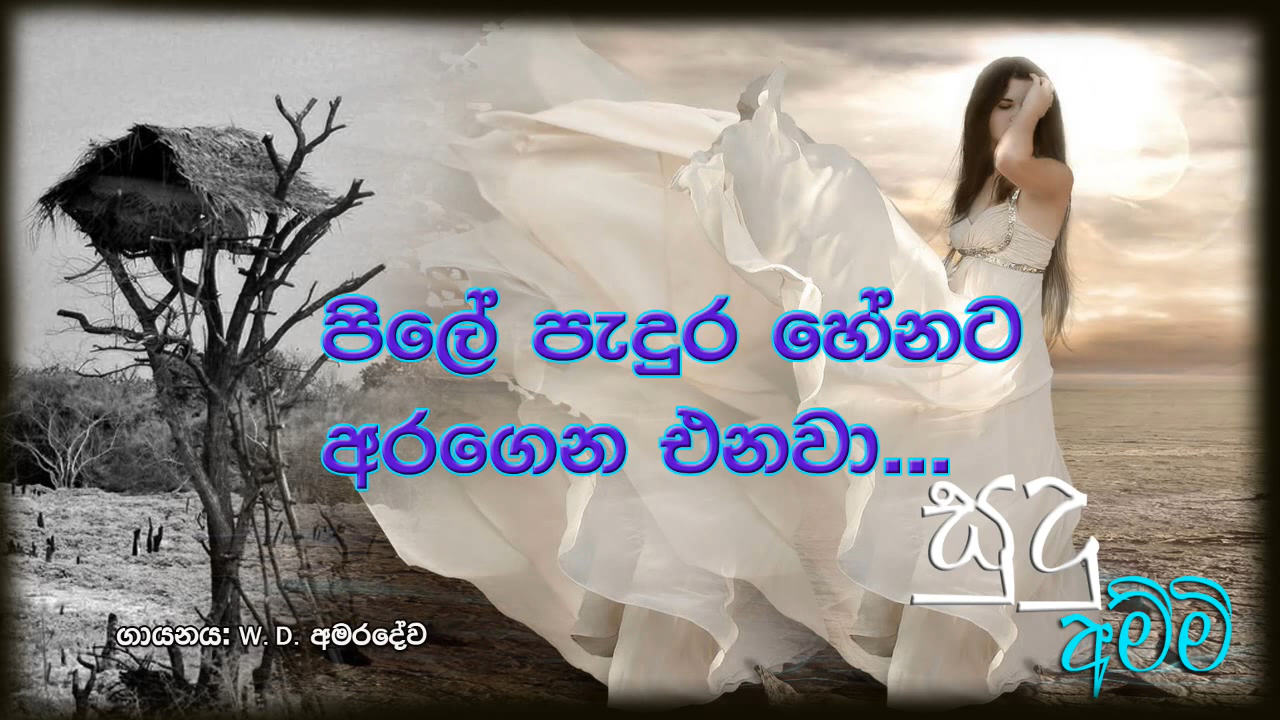 පිලේ පැදුර හේනට
අරගෙන එනවා...
සුදු
අම්මි
ගායනය: W. D. අමරදේව